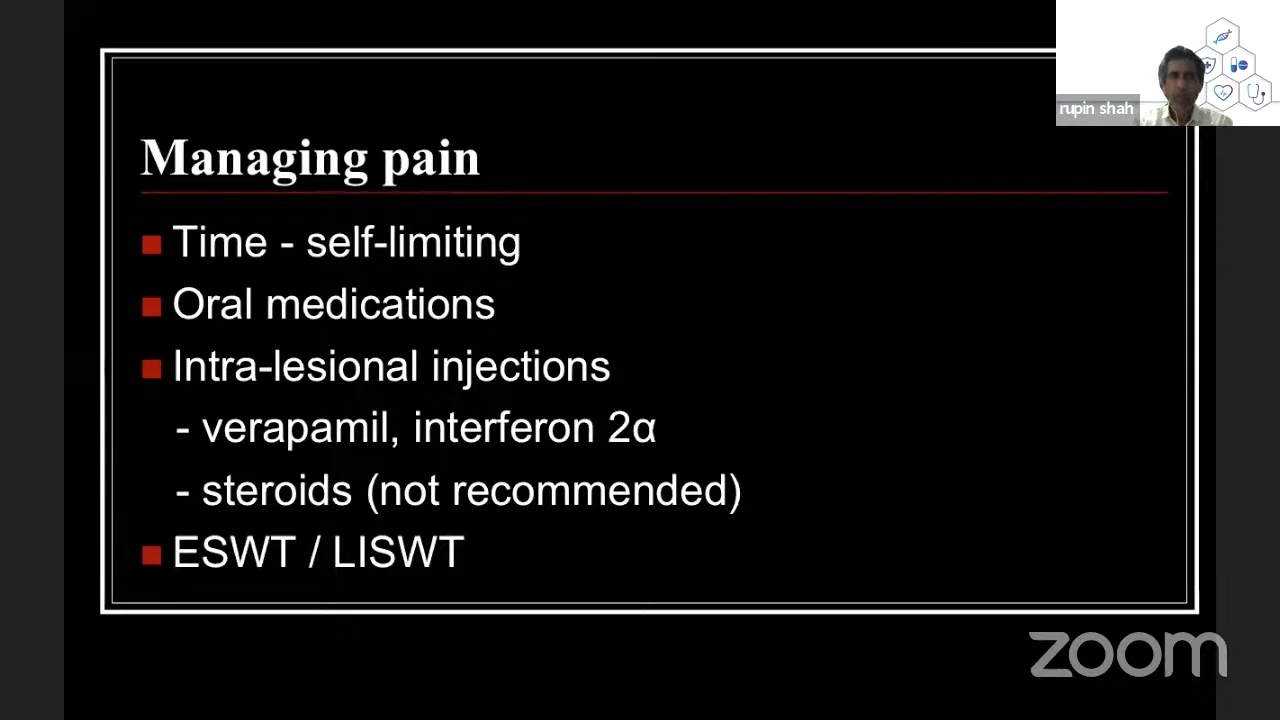 rupin shah
Managing pain
Time - self-limiting
Oral medications
Intra-lesional injections
- verapamil, interferon 2α
- steroids (not recommended)
ESWT / LISWT
zoom